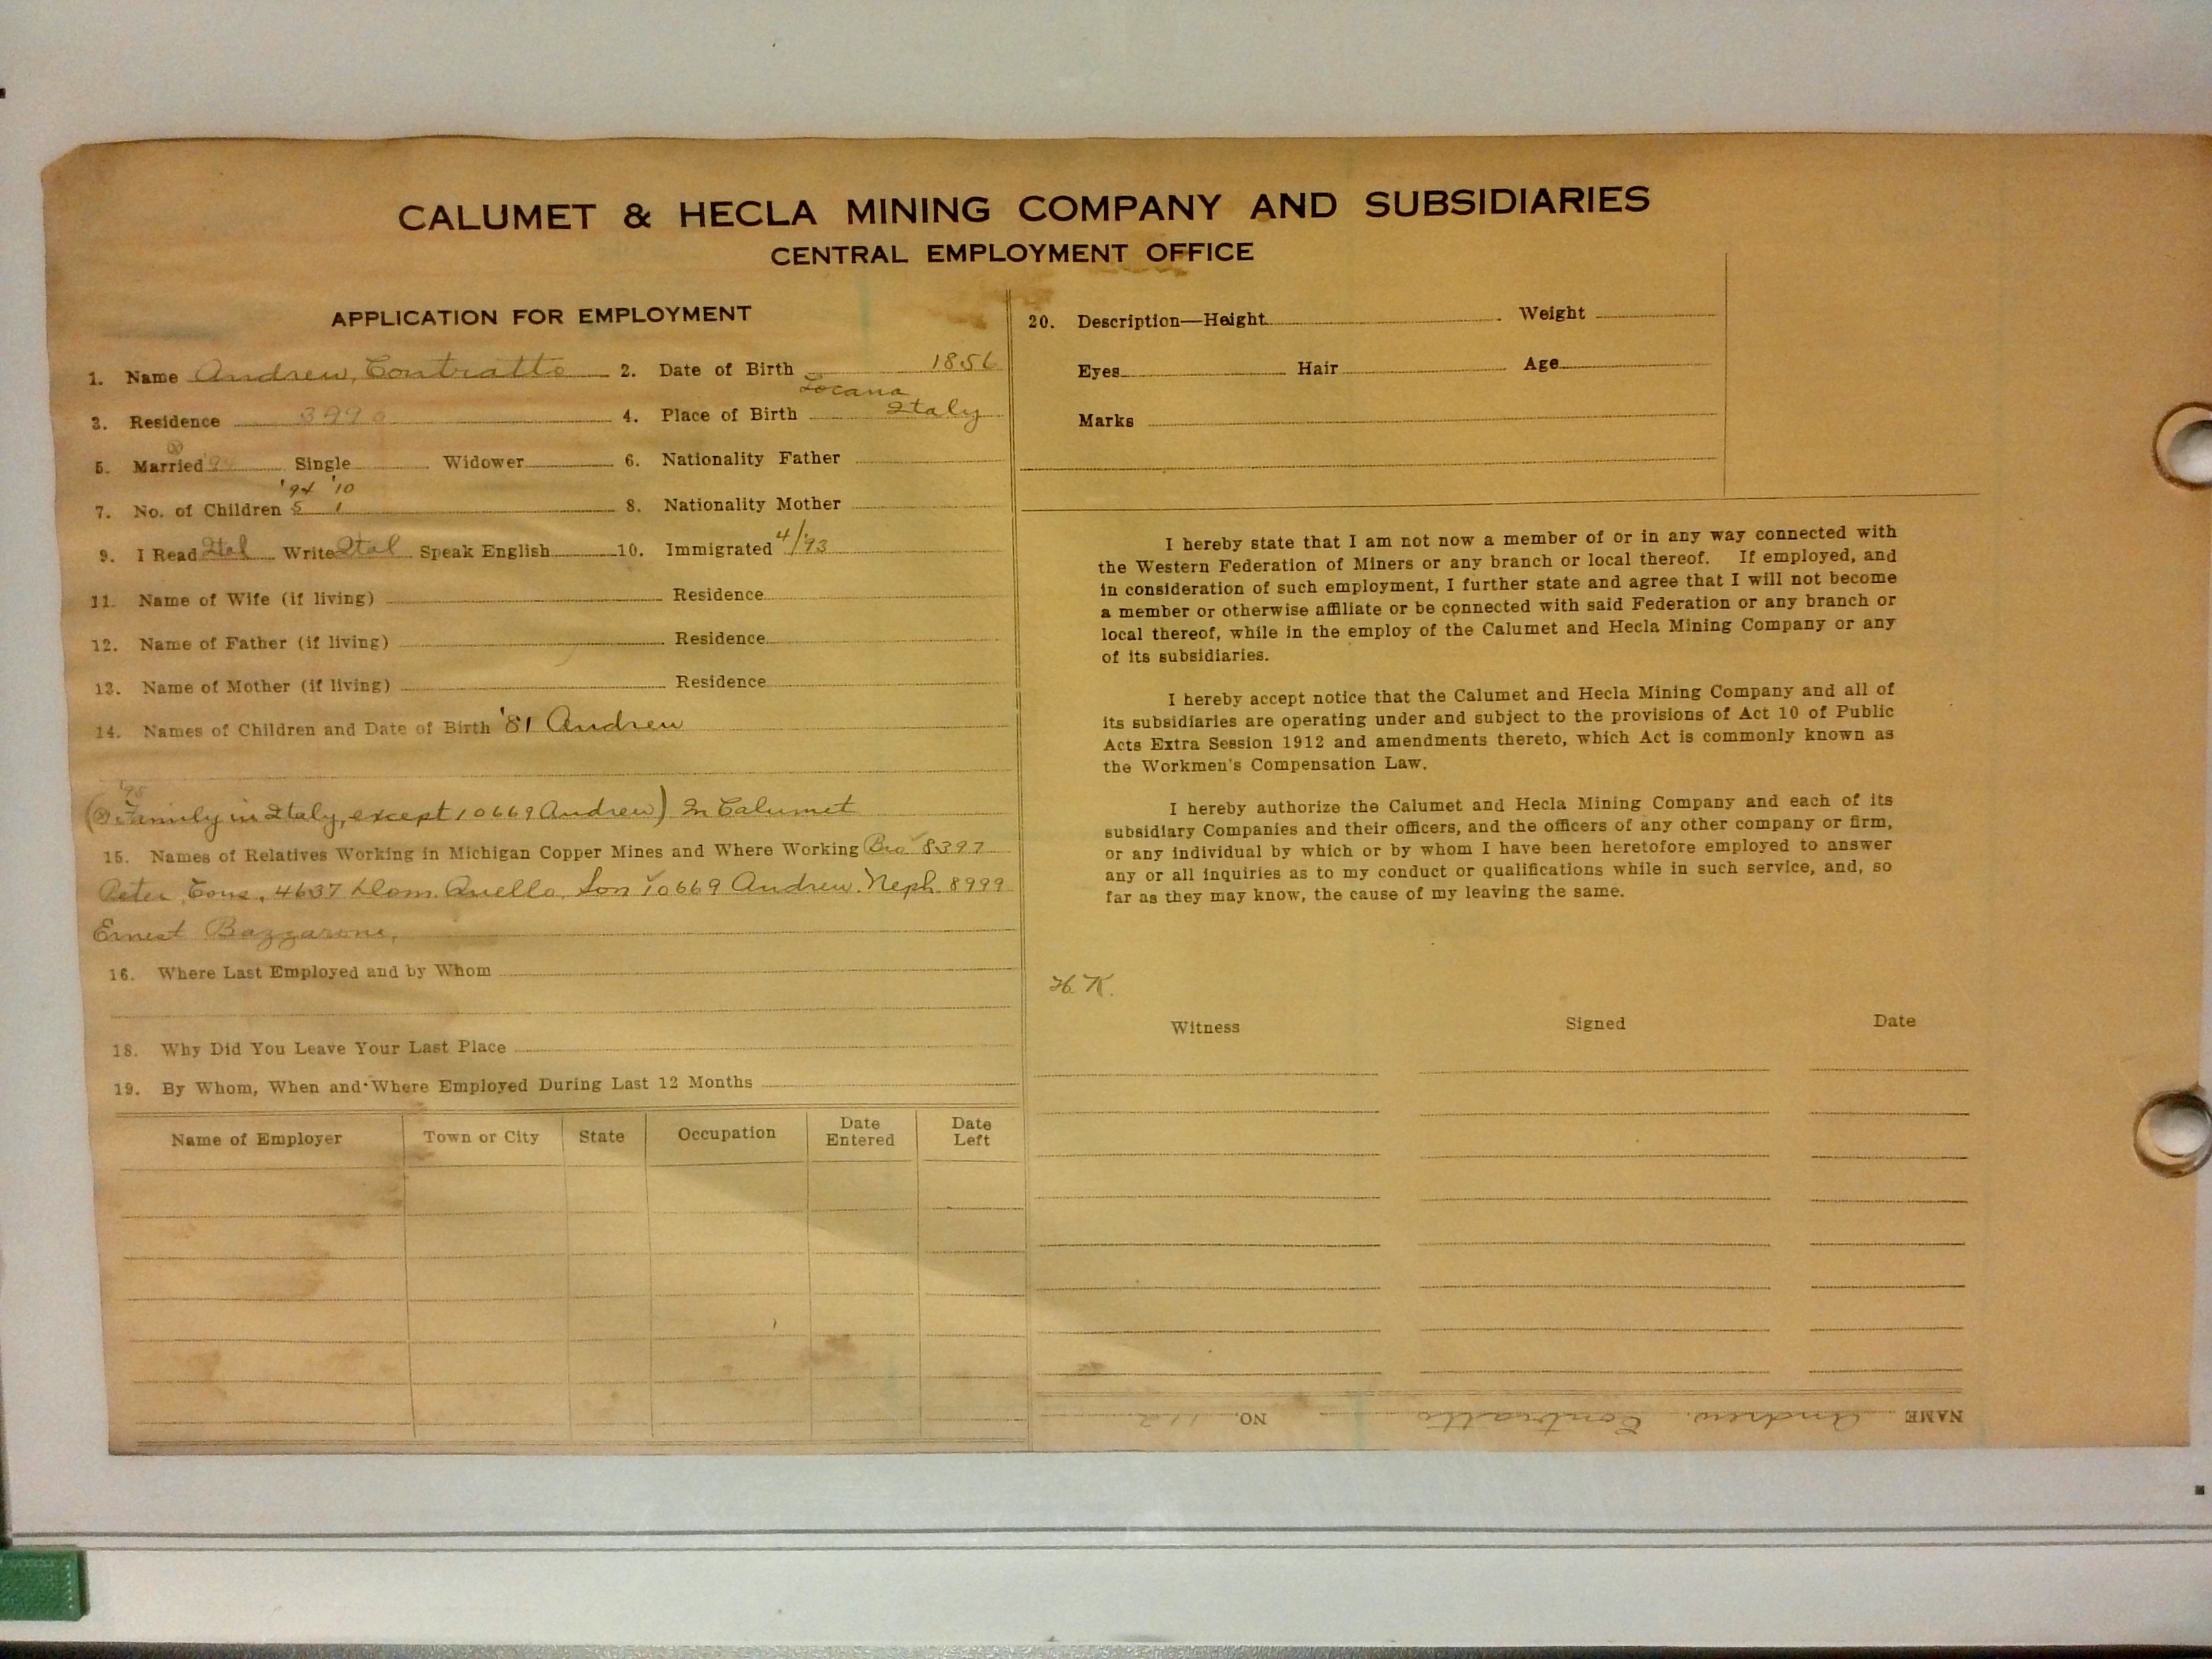 CALUMET & HECLA MINING COMPANY AND SUBSIDIARIES
CENTRAL EMPLOYMENT OFFICE
APPLICATION FOR EMPLOYMENT
1. Name Andrew, Contratto 2. Date of Birth 1856
Locana
3. Residence 4. Place of Birth Italy
5. Married Single Widower 6. Nationality Father
'94 '10
7. No. of Children 5 1 8. Nationality Mother
9. I Read Ital Write Ital Speak English 10. Immigrated 4/'93
11. Name of Wife (if living) Residence
12. Name of Father (if living) Residence
13. Name of Mother (if living) Residence
14. Names of Children and Date of Birth '81 Andrew
'98
(⊗ Family in Italy, except 10669 Andrew) In Calumet
15. Names of Relatives Working in Michigan Copper Mines and Where Working Bro 8397
Peter, Cous. 4637 Dom. Quello, Son 10669 Andrew. Neph. 8999
Ernest Bazzarone,
16. Where Last Employed and by Whom
18. Why Did You Leave Your Last Place
19. By Whom, When and Where Employed During Last 12 Months
Name of Employer Town or City State Occupation Date Entered Date Left
20. Description—Height Weight
Eyes Hair Age
Marks
I hereby state that I am not now a member of or in any way connected with
the Western Federation of Miners or any branch or local thereof. If employed, and
in consideration of such employment, I further state and agree that I will not become
a member or otherwise affiliate or be connected with said Federation or any branch or
local thereof, while in the employ of the Calumet and Hecla Mining Company or any
of its subsidiaries.
I hereby accept notice that the Calumet and Hecla Mining Company and all of
its subsidiaries are operating under and subject to the provisions of Act 10 of Public
Acts Extra Session 1912 and amendments thereto, which Act is commonly known as
the Workmen's Compensation Law.
I hereby authorize the Calumet and Hecla Mining Company and each of its
subsidiary Companies and their officers, and the officers of any other company or firm,
or any individual by which or by whom I have been heretofore employed to answer
any or all inquiries as to my conduct or qualifications while in such service, and, so
far as they may know, the cause of my leaving the same.
H.K.
Witness Signed Date
NAME Andrew. Contratto NO. 112